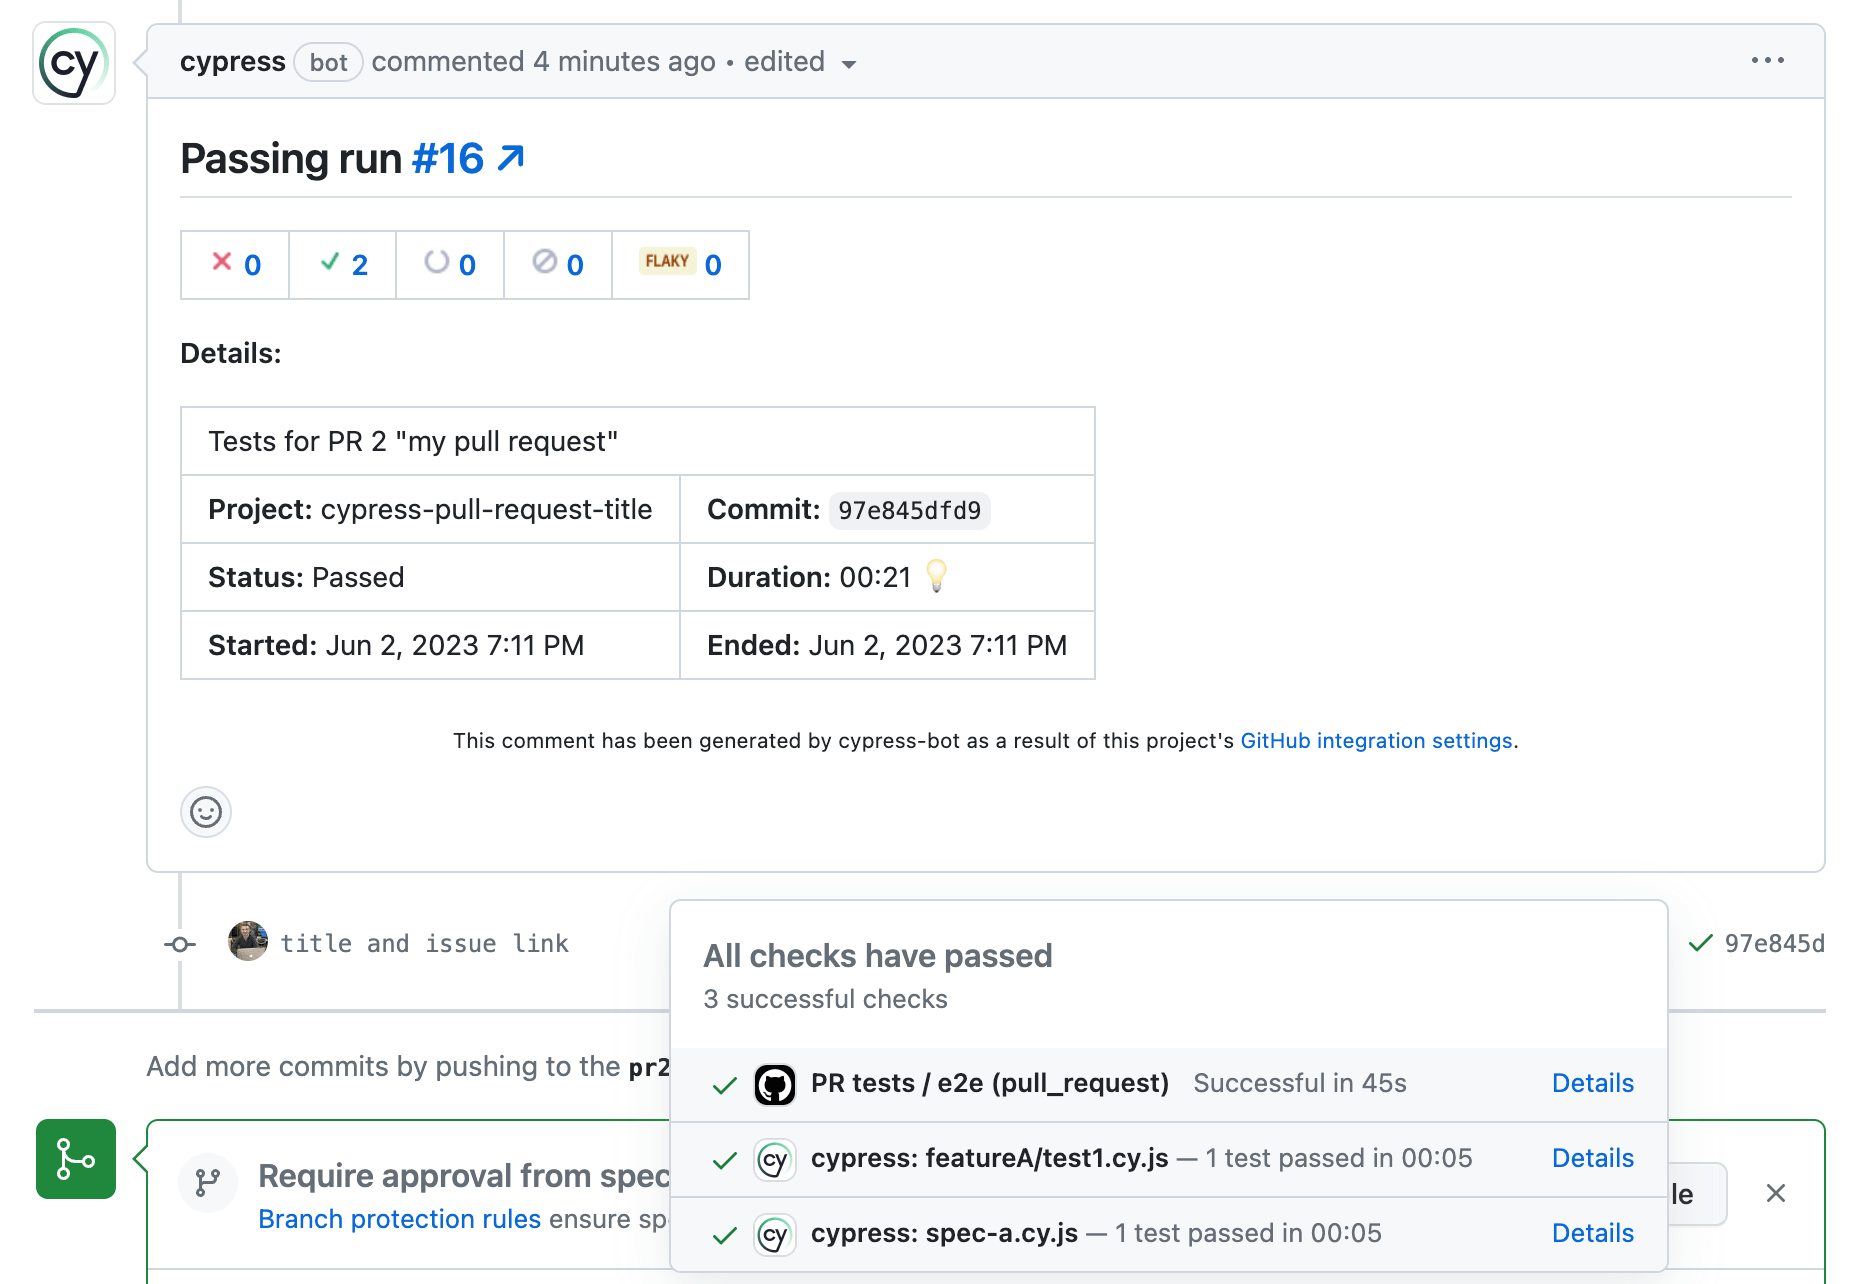 cy
cypress bot commented 4 minutes ago • edited
Passing run #16
0 2 0 0 FLAKY 0
Details:
Tests for PR 2 "my pull request"
Project: cypress-pull-request-title Commit: 97e845dfd9
Status: Passed Duration: 00:21
Started: Jun 2, 2023 7:11 PM Ended: Jun 2, 2023 7:11 PM
This comment has been generated by cypress-bot as a result of this project's GitHub integration settings.
title and issue link
97e845d
All checks have passed
3 successful checks
PR tests / e2e (pull_request) Successful in 45s Details
cy cypress: featureA/test1.cy.js — 1 test passed in 00:05 Details
cy cypress: spec-a.cy.js — 1 test passed in 00:05 Details
Add more commits by pushing to the pr2
Require approval from spec
Branch protection rules ensure sp
le